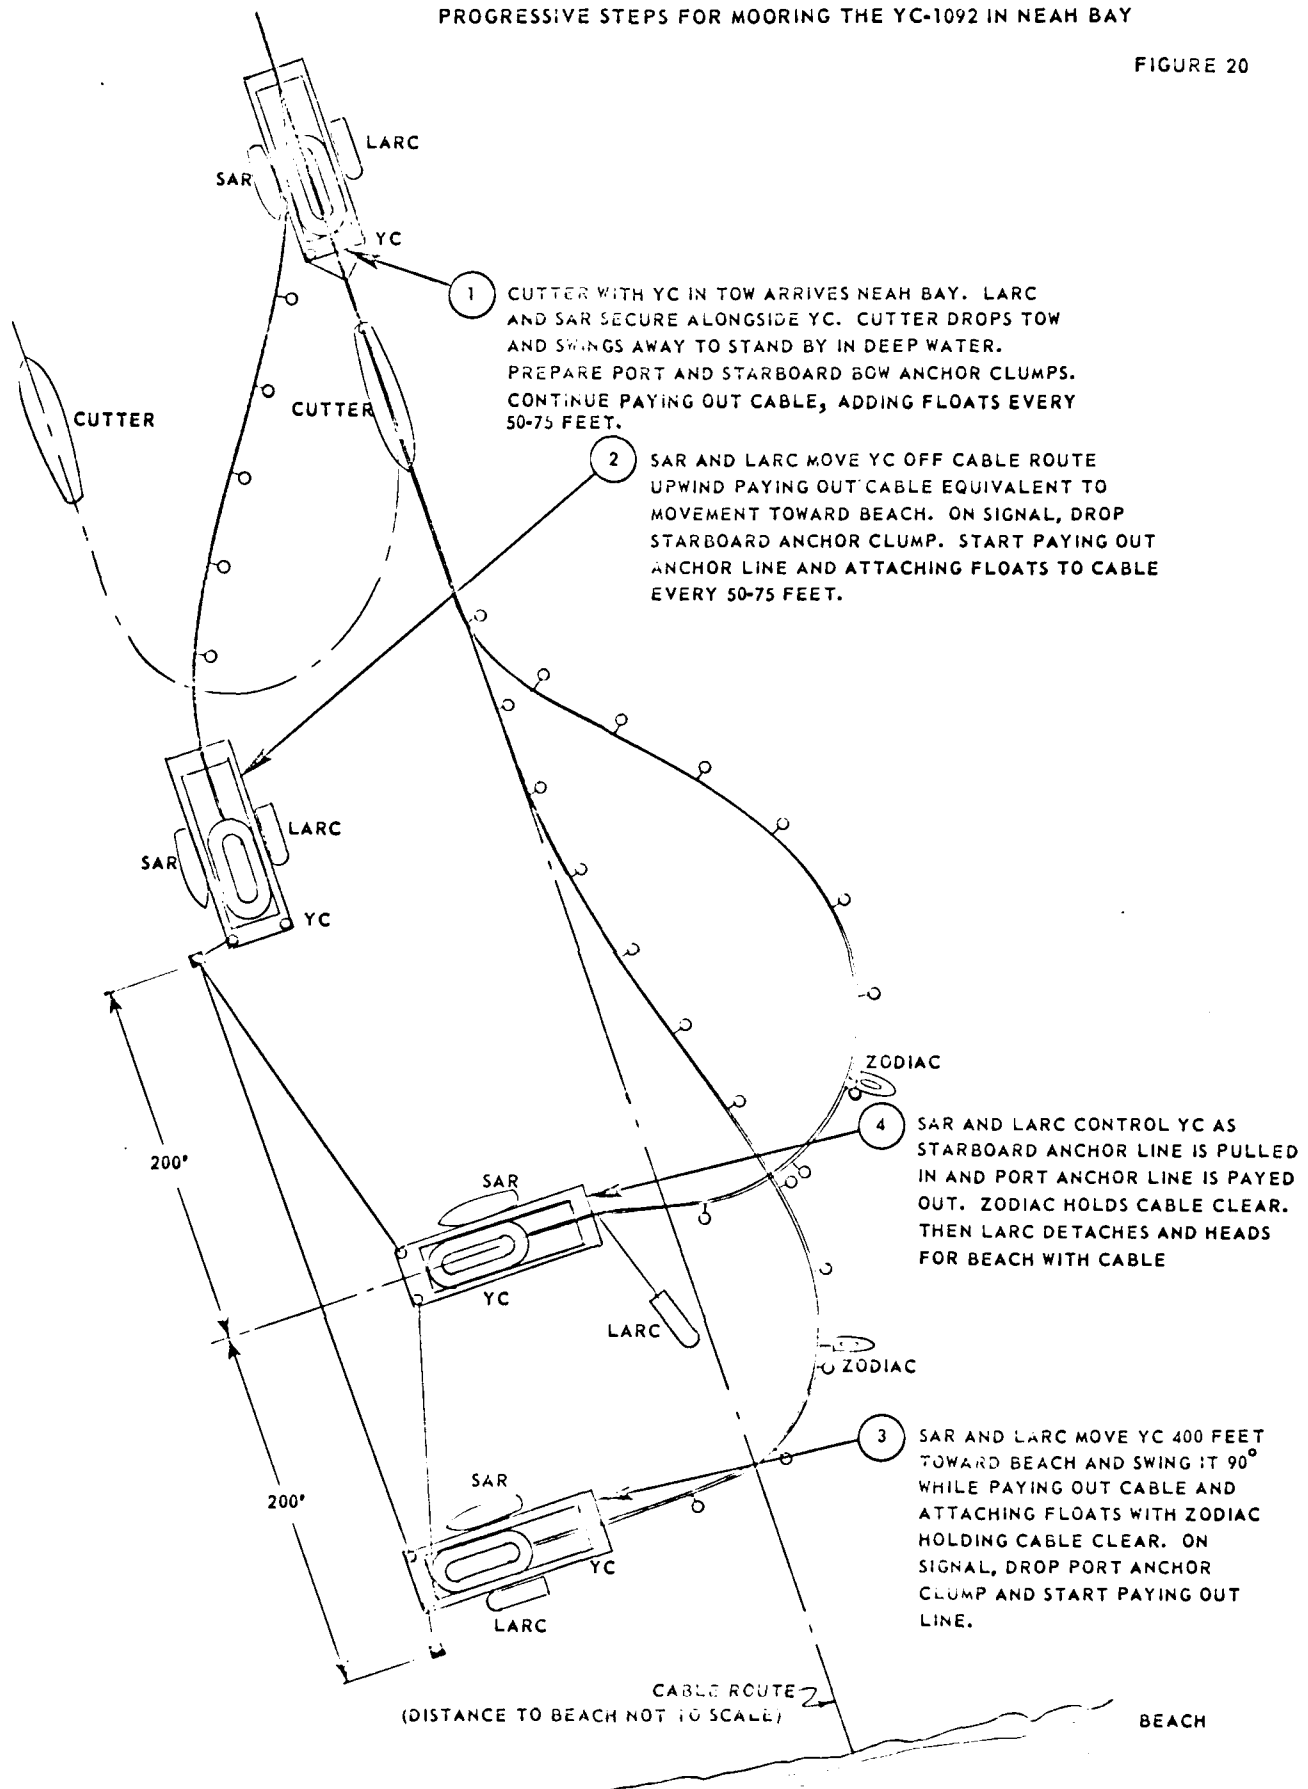 PROGRESSIVE STEPS FOR MOORING THE YC-1092 IN NEAH BAY
FIGURE 20
LARC
SAR
YC
1
CUTTER WITH YC IN TOW ARRIVES NEAH BAY. LARC
AND SAR SECURE ALONGSIDE YC. CUTTER DROPS TOW
AND SWINGS AWAY TO STAND BY IN DEEP WATER.
PREPARE PORT AND STARBOARD BOW ANCHOR CLUMPS.
CONTINUE PAYING OUT CABLE, ADDING FLOATS EVERY
50-75 FEET.
CUTTER
CUTTER
2
SAR AND LARC MOVE YC OFF CABLE ROUTE
UPWIND PAYING OUT CABLE EQUIVALENT TO
MOVEMENT TOWARD BEACH. ON SIGNAL, DROP
STARBOARD ANCHOR CLUMP. START PAYING OUT
ANCHOR LINE AND ATTACHING FLOATS TO CABLE
EVERY 50-75 FEET.
LARC
SAR
YC
ZODIAC
4
SAR AND LARC CONTROL YC AS
STARBOARD ANCHOR LINE IS PULLED
IN AND PORT ANCHOR LINE IS PAYED
OUT. ZODIAC HOLDS CABLE CLEAR.
THEN LARC DETACHES AND HEADS
FOR BEACH WITH CABLE
200'
SAR
YC
LARC
ZODIAC
3
SAR AND LARC MOVE YC 400 FEET
TOWARD BEACH AND SWING IT 90°
WHILE PAYING OUT CABLE AND
ATTACHING FLOATS WITH ZODIAC
HOLDING CABLE CLEAR. ON
SIGNAL, DROP PORT ANCHOR
CLUMP AND START PAYING OUT
LINE.
200'
SAR
YC
LARC
CABLE ROUTE
(DISTANCE TO BEACH NOT TO SCALE)
BEACH